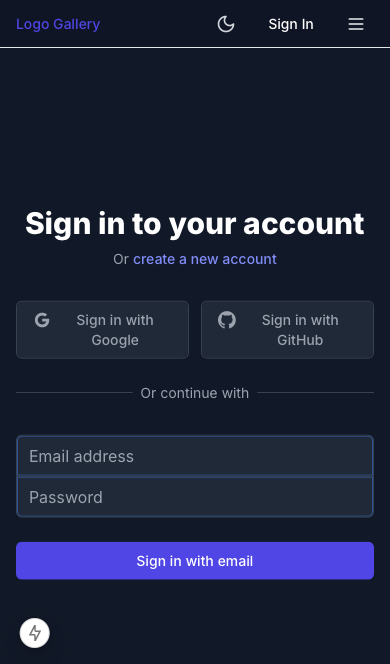 Logo Gallery
Sign In
Sign in to your account
Or create a new account
Sign in with
Google
Sign in with
GitHub
Or continue with
Email address
Password
Sign in with email